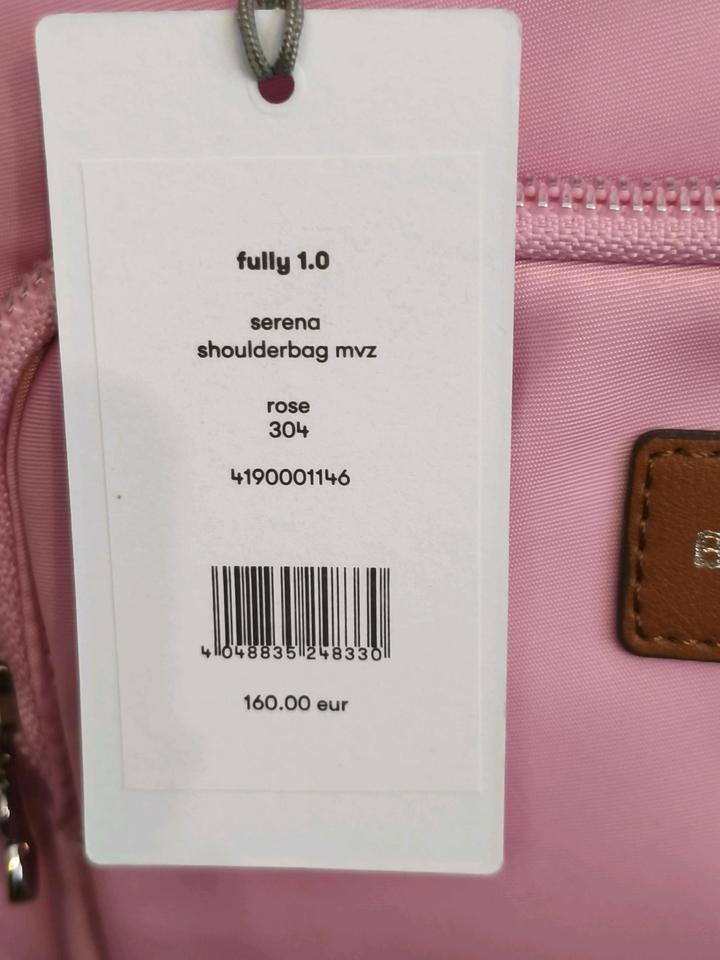 fully 1.0
serena
shoulderbag mvz
rose
304
4190001146
4 048835 248330
160.00 eur